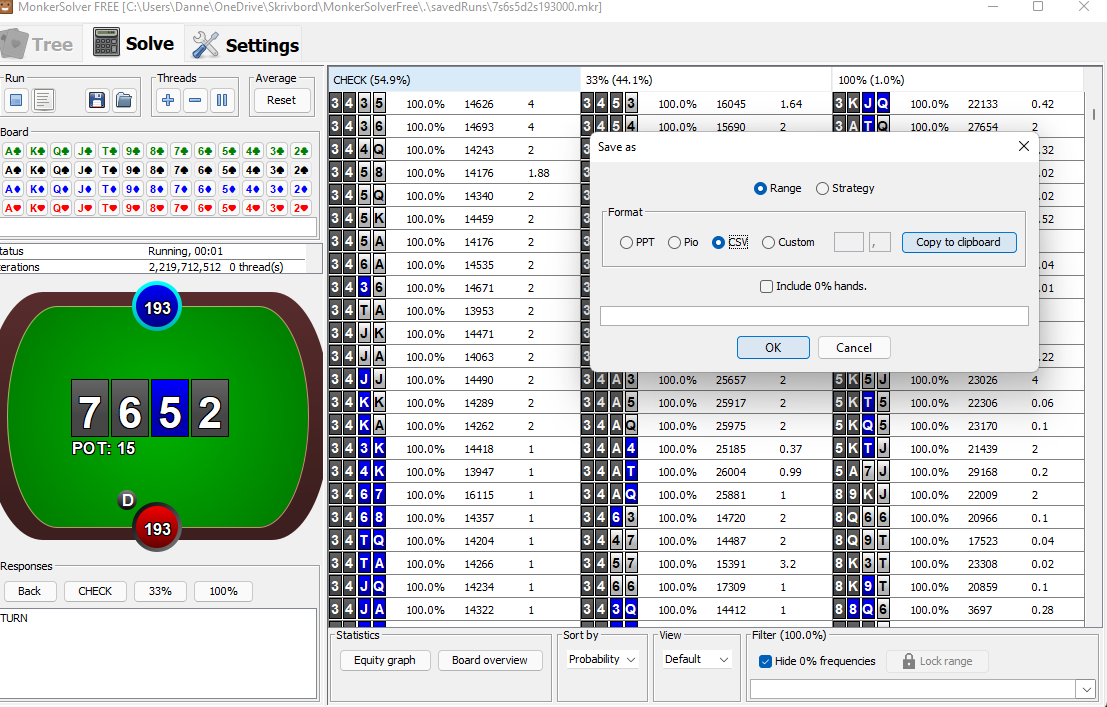 MonkerSolver FREE [C:\Users\Danne\OneDrive\Skrivbord\MonkerSolverFree\.\savedRuns\7s6s5d2s193000.mkr]
Tree Solve Settings
Run Threads Average
Reset
Board
A♣ K♣ Q♣ J♣ T♣ 9♣ 8♣ 7♣ 6♣ 5♣ 4♣ 3♣ 2♣
A♠ K♠ Q♠ J♠ T♠ 9♠ 8♠ 7♠ 6♠ 5♠ 4♠ 3♠ 2♠
A♦ K♦ Q♦ J♦ T♦ 9♦ 8♦ 7♦ 6♦ 5♦ 4♦ 3♦ 2♦
A♥ K♥ Q♥ J♥ T♥ 9♥ 8♥ 7♥ 6♥ 5♥ 4♥ 3♥ 2♥
tatus Running, 00:01
terations 2,219,712,512 0 thread(s)
193
7 6 5 2
POT: 15
D
193
Responses
Back CHECK 33% 100%
TURN
CHECK (54.9%) 33% (44.1%) 100% (1.0%)
3435 100.0% 14626 4 3453 100.0% 16045 1.64 3KJQ 100.0% 22133 0.42
3436 100.0% 14693 4 3454 100.0% 15690 2 3ATQ 100.0% 27654 2
344Q 100.0% 14243 2 3 .32
3458 100.0% 14176 1.88 3 .02
345Q 100.0% 14340 2 3 .02
345K 100.0% 14459 2 3 .52
345A 100.0% 14176 2 3
346A 100.0% 14535 2 3 .04
3436 100.0% 14671 2 3 .01
34TA 100.0% 13953 2 3
34JK 100.0% 14471 2 3
34JA 100.0% 14063 2 3 .22
34JJ 100.0% 14490 2 34A3 100.0% 25657 2 5K5J 100.0% 23026 4
34KK 100.0% 14289 2 34A5 100.0% 25917 2 5KT5 100.0% 22306 0.06
34KA 100.0% 14262 2 34AQ 100.0% 25975 2 5KQ5 100.0% 23170 0.1
343K 100.0% 14418 1 34A4 100.0% 25185 0.37 5KTJ 100.0% 21439 2
344K 100.0% 13947 1 34AT 100.0% 26004 0.99 5A7J 100.0% 29168 0.2
3467 100.0% 16115 1 34AQ 100.0% 25881 1 89KJ 100.0% 22009 2
3468 100.0% 14357 1 3463 100.0% 14720 2 8Q66 100.0% 20966 0.1
34TQ 100.0% 14204 1 3447 100.0% 14487 2 8Q9T 100.0% 17523 0.04
34TA 100.0% 14266 1 3457 100.0% 15391 3.2 8K3T 100.0% 23308 0.02
34JQ 100.0% 14234 1 3466 100.0% 17309 1 8K9T 100.0% 20859 0.1
34JA 100.0% 14322 1 343Q 100.0% 14412 1 88Q6 100.0% 3697 0.28
Save as
Range Strategy
Format
PPT Pio CSV Custom , Copy to clipboard
Include 0% hands.
OK Cancel
Statistics Sort by View Filter (100.0%)
Equity graph Board overview Probability Default Hide 0% frequencies Lock range